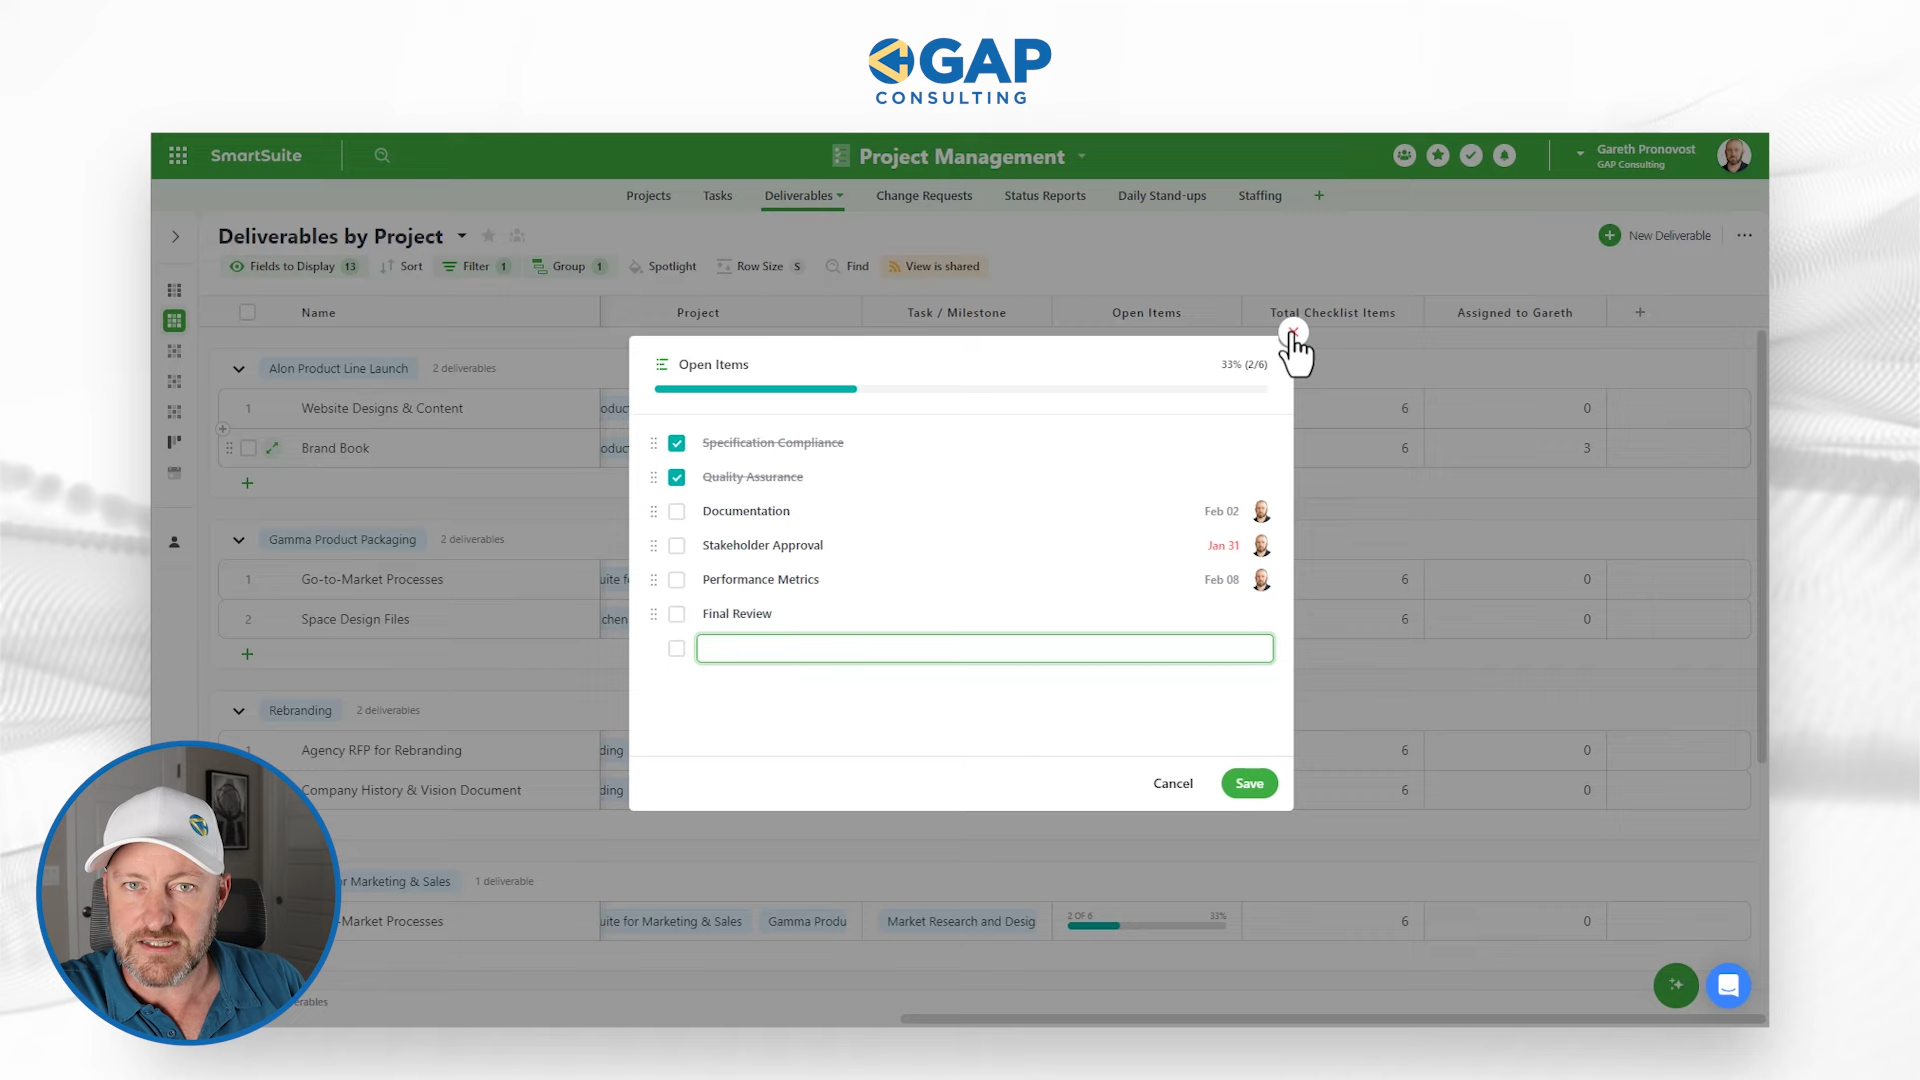 GAP
CONSULTING
SmartSuite
Project Management
Gareth Pronovost
GAP Consulting
Projects
Tasks
Deliverables
Change Requests
Status Reports
Daily Stand-ups
Staffing
Deliverables by Project
New Deliverable
Fields to Display 13
Sort
Filter 1
Group 1
Spotlight
Row Size S
Find
View is shared
Name
Project
Task / Milestone
Open Items
Total Checklist Items
Assigned to Gareth
Alon Product Line Launch
2 deliverables
1 Website Designs & Content
6 0
Brand Book
6 3
Gamma Product Packaging
2 deliverables
1 Go-to-Market Processes
6 0
2 Space Design Files
6 0
Rebranding
2 deliverables
1 Agency RFP for Rebranding
ding
6 0
Company History & Vision Document
ding
6 0
Marketing & Sales
1 deliverable
-Market Processes
uite for Marketing & Sales
Gamma Produ
Market Research and Desig
2 OF 6 33%
6 0
erables
Open Items
33% (2/6)
Specification Compliance
Quality Assurance
Documentation
Feb 02
Stakeholder Approval
Jan 31
Performance Metrics
Feb 08
Final Review
Cancel
Save